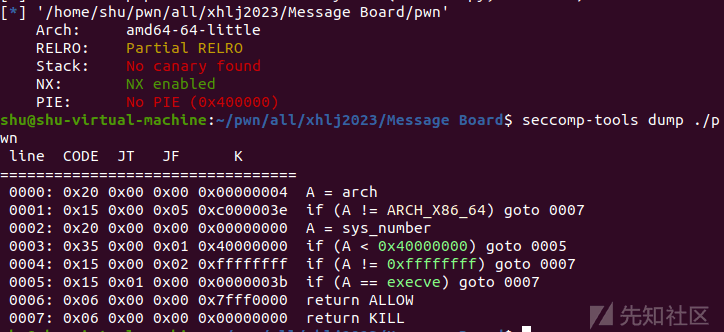 [*] '/home/shu/pwn/all/xhlj2023/Message Board/pwn'
    Arch:     amd64-64-little
    RELRO:    Partial RELRO
    Stack:    No canary found
    NX:       NX enabled
    PIE:      No PIE (0x400000)
shu@shu-virtual-machine:~/pwn/all/xhlj2023/Message Board$ seccomp-tools dump ./p
wn
 line  CODE  JT   JF      K
=================================
 0000: 0x20 0x00 0x00 0x00000004  A = arch
 0001: 0x15 0x00 0x05 0xc000003e  if (A != ARCH_X86_64) goto 0007
 0002: 0x20 0x00 0x00 0x00000000  A = sys_number
 0003: 0x35 0x00 0x01 0x40000000  if (A < 0x40000000) goto 0005
 0004: 0x15 0x00 0x02 0xffffffff  if (A != 0xffffffff) goto 0007
 0005: 0x15 0x01 0x00 0x0000003b  if (A == execve) goto 0007
 0006: 0x06 0x00 0x00 0x7fff0000  return ALLOW
 0007: 0x06 0x00 0x00 0x00000000  return KILL
先知社区